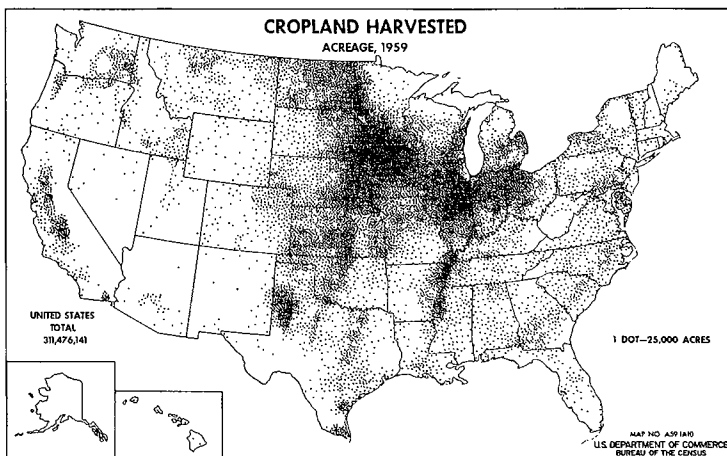 CROPLAND HARVESTED
ACREAGE, 1959
UNITED STATES
TOTAL
311,476,141
1 DOT—25,000 ACRES
MAP NO. A59 1A10
U.S. DEPARTMENT OF COMMERCE
BUREAU OF THE CENSUS